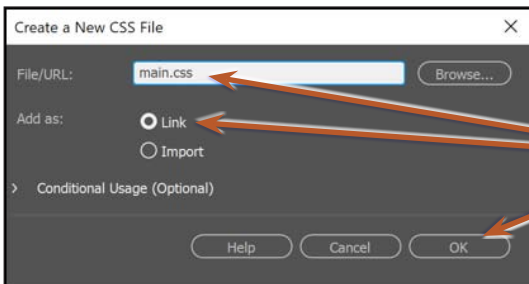 Create a New CSS File
File/URL: main.css Browse...
Add as: Link
Import
Conditional Usage (Optional)
Help Cancel OK